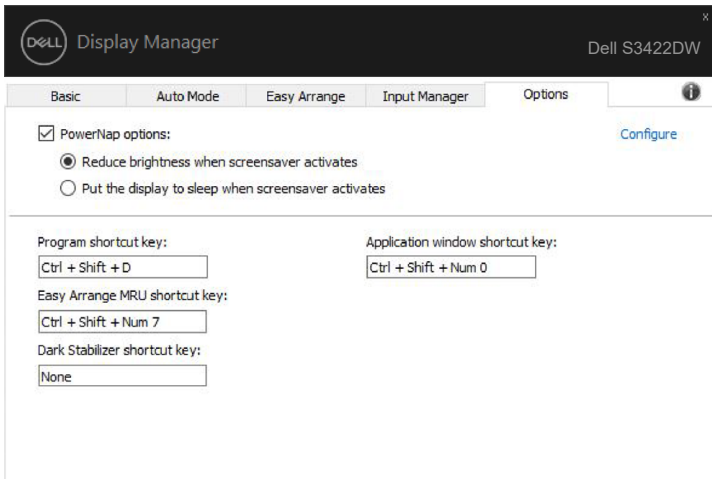 x
DELL Display Manager
Dell S3422DW
Basic Auto Mode Easy Arrange Input Manager Options
PowerNap options: Configure
Reduce brightness when screensaver activates
Put the display to sleep when screensaver activates
Program shortcut key: Application window shortcut key:
Ctrl + Shift + D Ctrl + Shift + Num 0
Easy Arrange MRU shortcut key:
Ctrl + Shift + Num 7
Dark Stabilizer shortcut key:
None